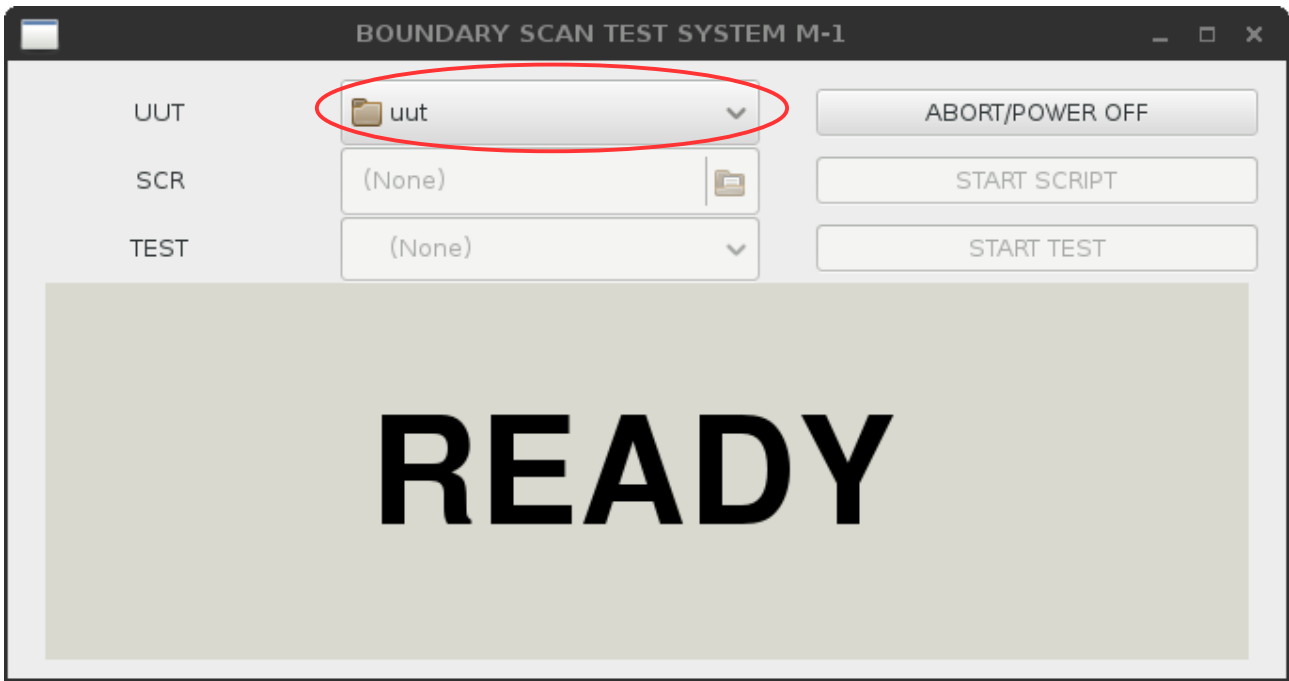 BOUNDARY SCAN TEST SYSTEM M-1
UUT uut ABORT/POWER OFF
SCR (None) START SCRIPT
TEST (None) START TEST
READY